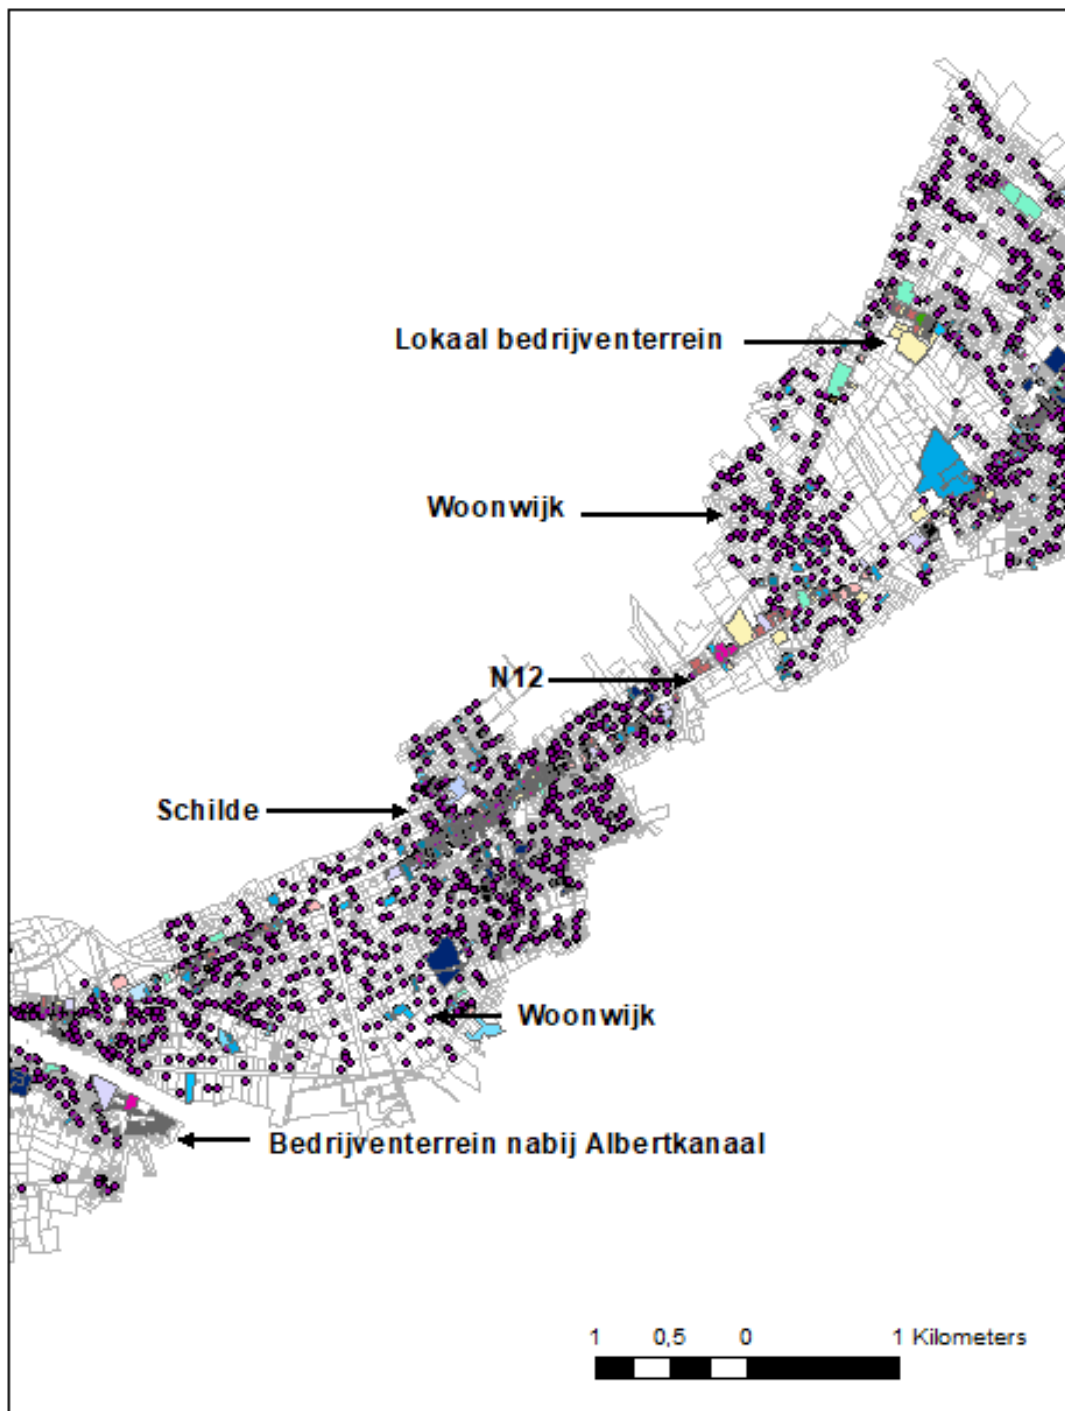 Lokaal bedrijventerrein
Woonwijk
N12
Schilde
Woonwijk
Bedrijventerrein nabij Albertkanaal
1 0,5 0 1 Kilometers